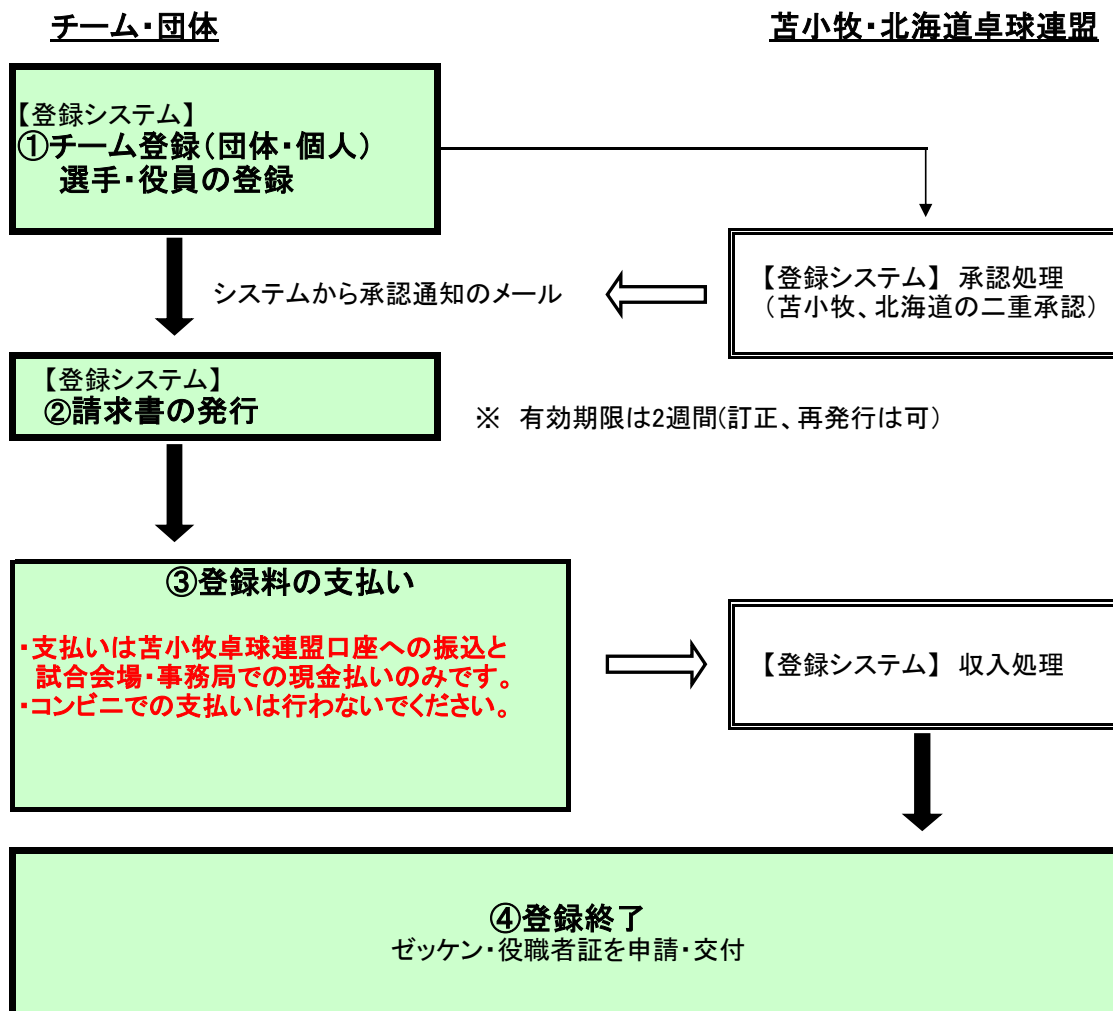 チーム・団体
苫小牧・北海道卓球連盟
【登録システム】
①チーム登録（団体・個人）
選手・役員の登録
【登録システム】 承認処理
（苫小牧、北海道の二重承認）
システムから承認通知のメール
【登録システム】
②請求書の発行
※ 有効期限は2週間(訂正、再発行は可)
③登録料の支払い
・支払いは苫小牧卓球連盟口座への振込と
試合会場・事務局での現金払いのみです。
・コンビニでの支払いは行わないでください。
【登録システム】 収入処理
④登録終了
ゼッケン・役職者証を申請・交付